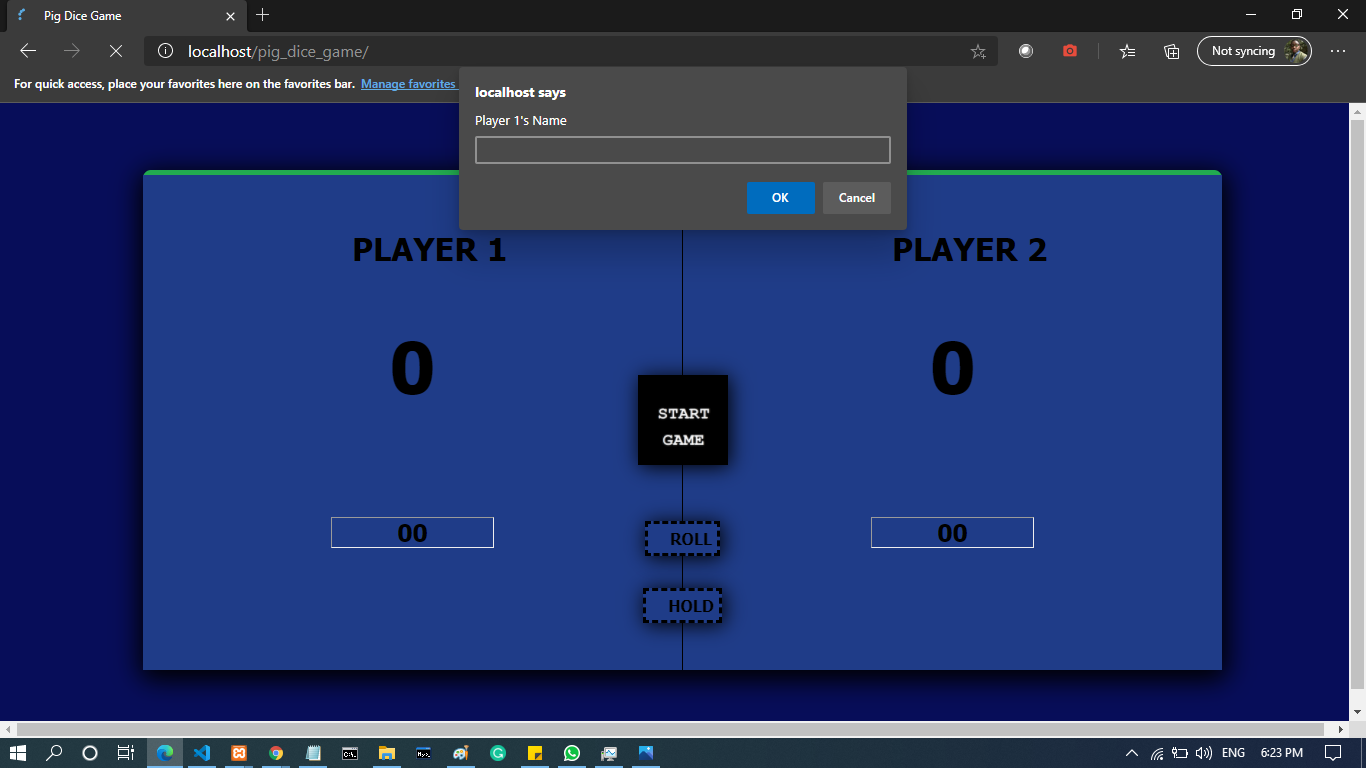 Pig Dice Game
localhost/pig_dice_game/
Not syncing
For quick access, place your favorites here on the favorites bar. Manage favorites
localhost says
Player 1's Name
OK Cancel
PLAYER 1 PLAYER 2
0 0
START
GAME
00 00
ROLL
HOLD
ENG 6:23 PM